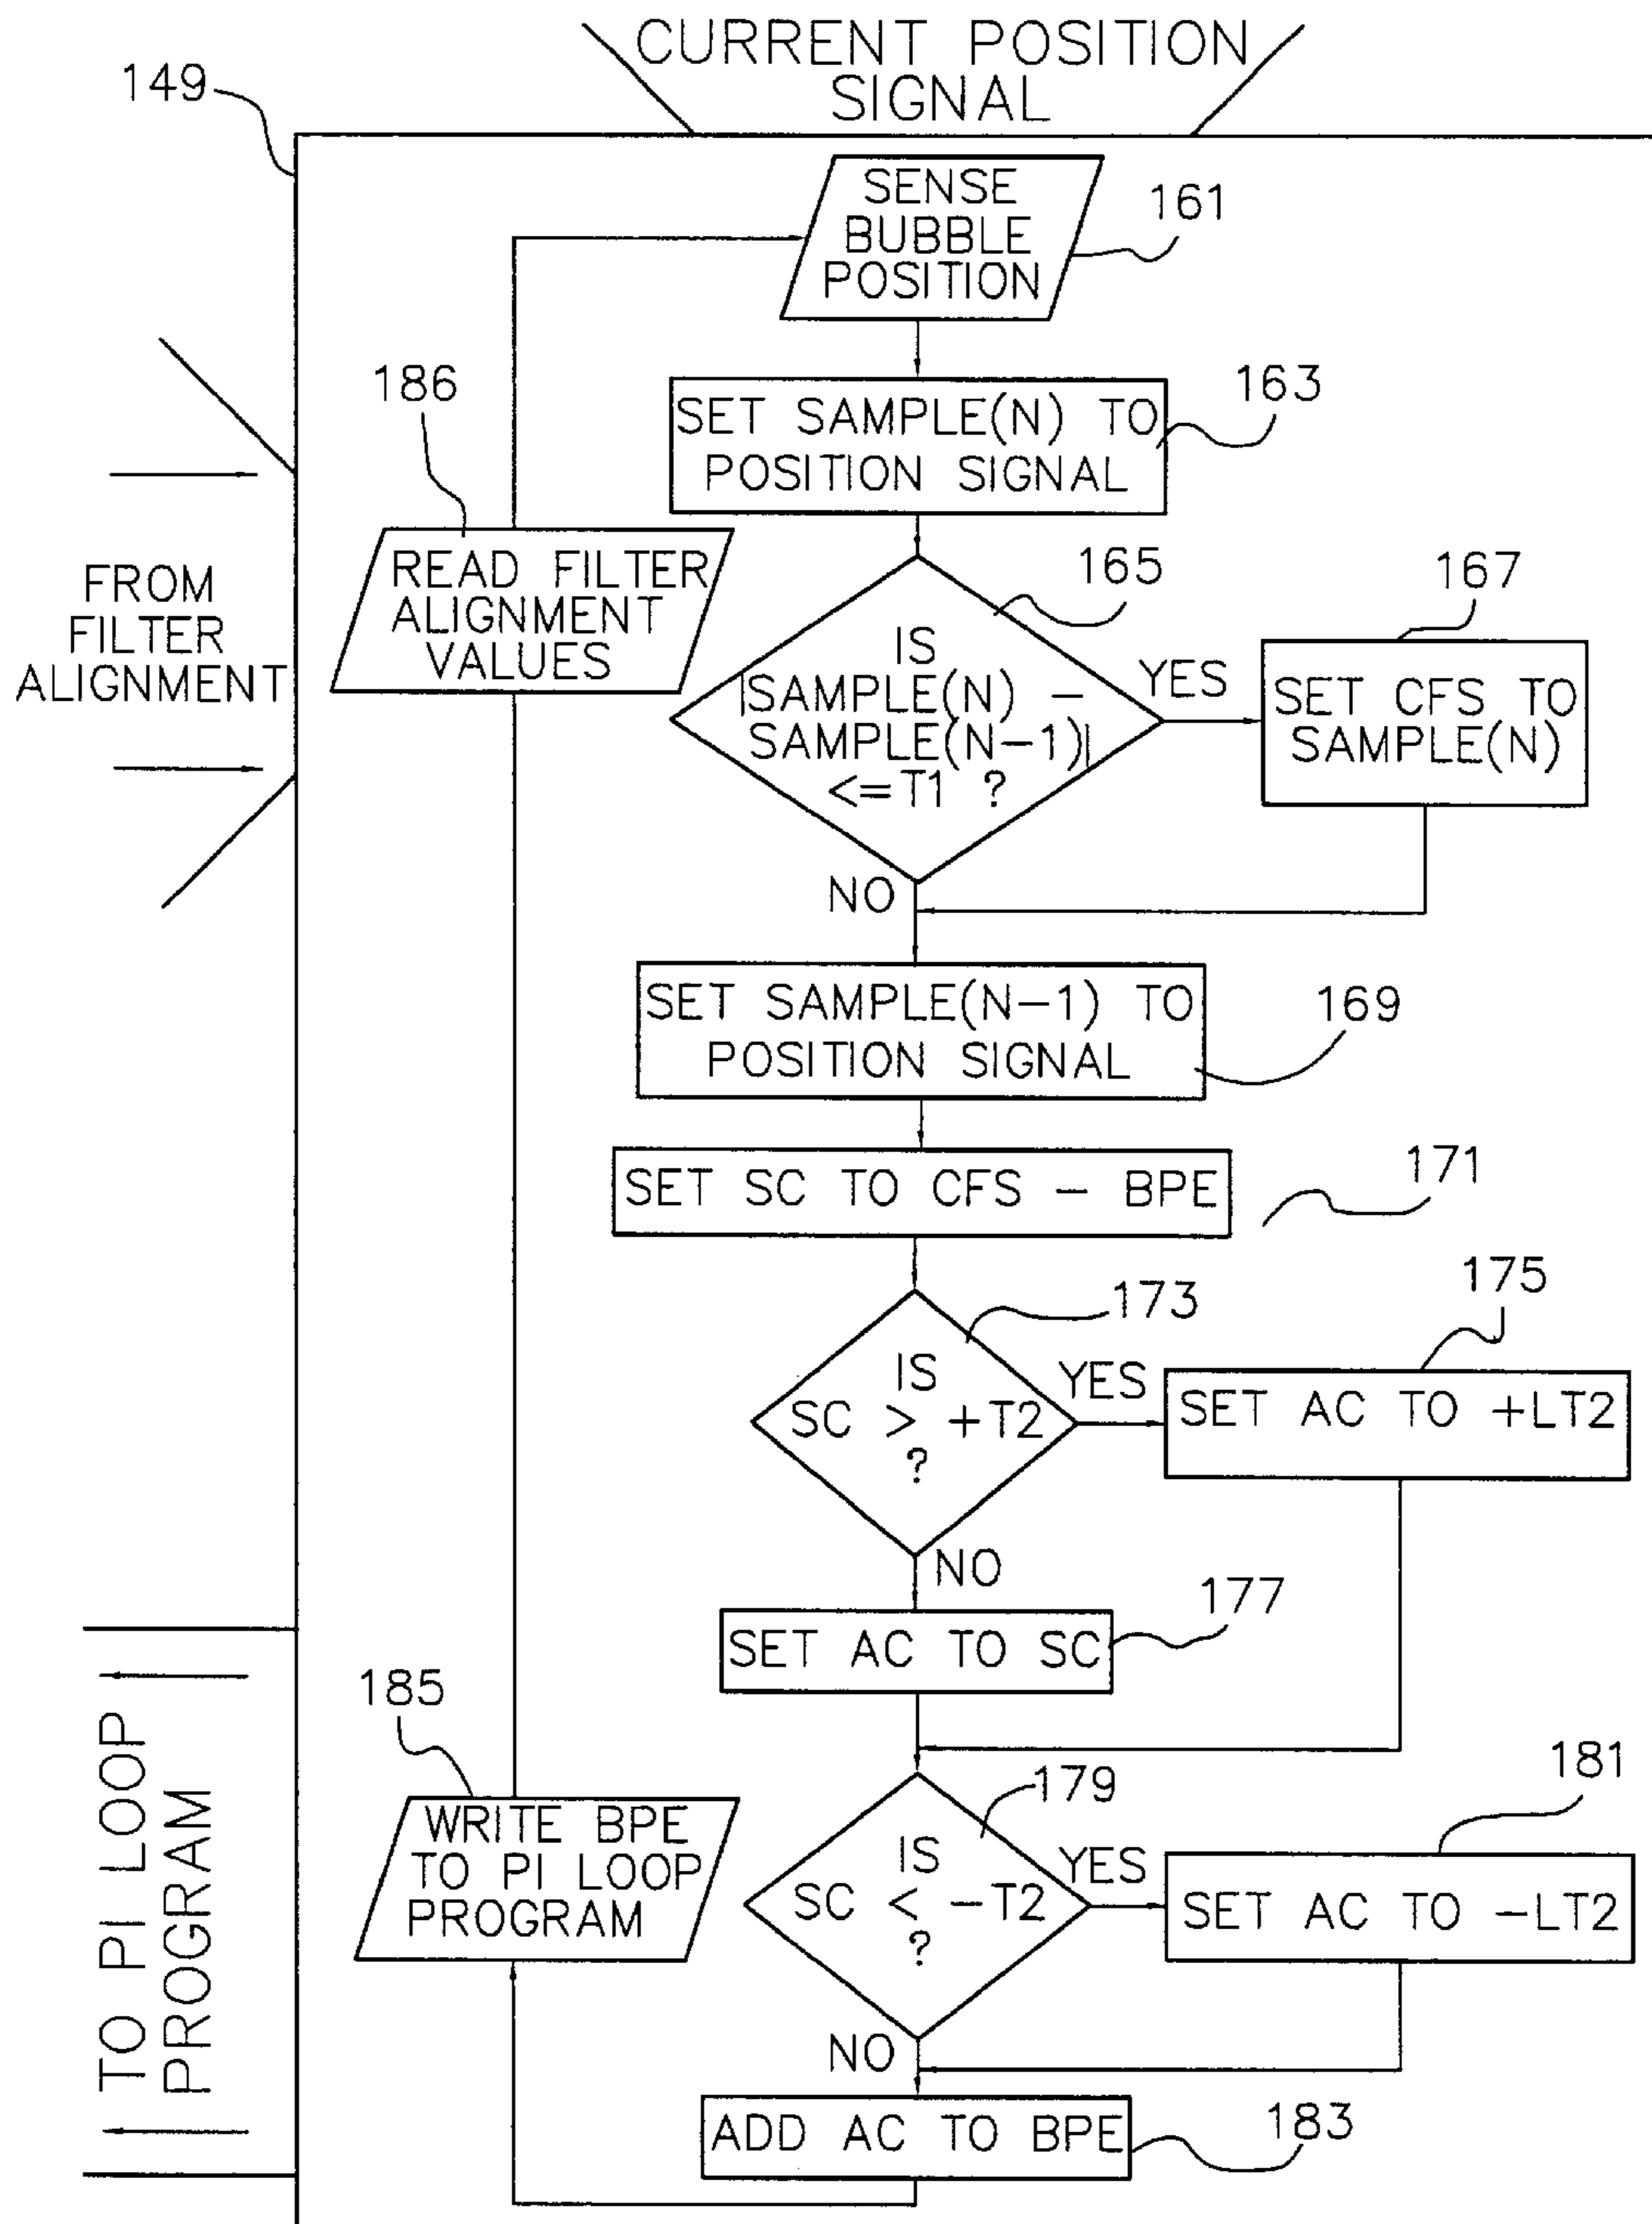 CURRENT POSITION
SIGNAL
149
SENSE
BUBBLE
POSITION
161
186
SET SAMPLE(N) TO
POSITION SIGNAL
163
READ FILTER
ALIGNMENT
VALUES
FROM
FILTER
ALIGNMENT
165
IS
|SAMPLE(N) –
SAMPLE(N–1)|
<=T1 ?
YES
167
SET CFS TO
SAMPLE(N)
NO
SET SAMPLE(N–1) TO
POSITION SIGNAL
169
SET SC TO CFS – BPE
171
173
IS
SC > +T2
?
YES
175
SET AC TO +LT2
NO
SET AC TO SC
177
185
WRITE BPE
TO PI LOOP
PROGRAM
TO PI LOOP
PROGRAM
179
IS
SC < –T2
?
YES
181
SET AC TO –LT2
NO
ADD AC TO BPE
183